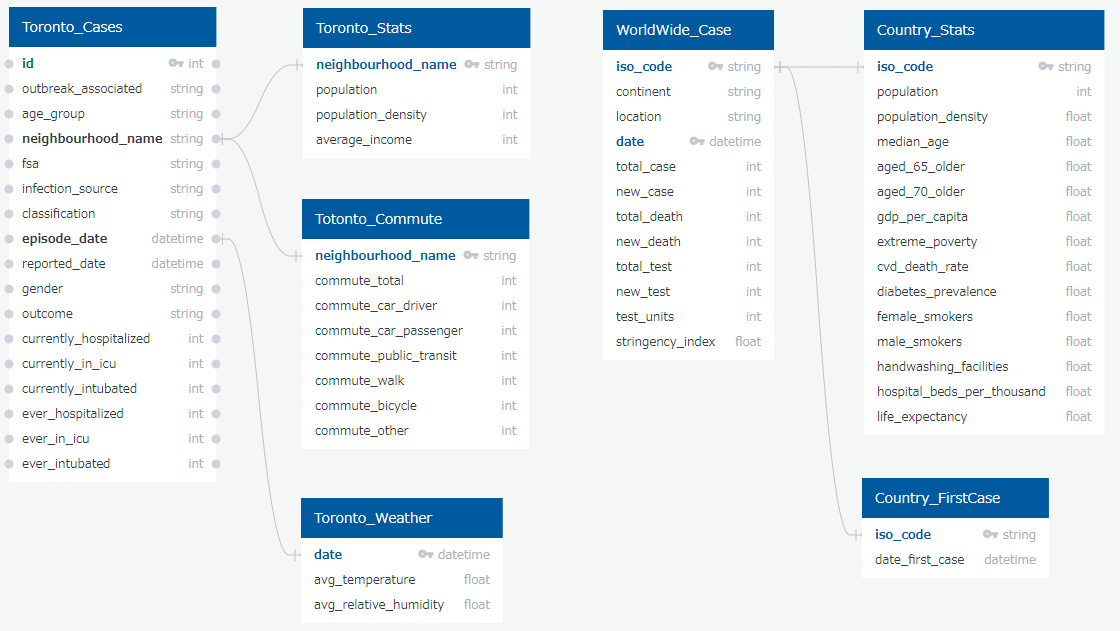 Toronto_Cases
id int
outbreak_associated string
age_group string
neighbourhood_name string
fsa string
infection_source string
classification string
episode_date datetime
reported_date datetime
gender string
outcome string
currently_hospitalized int
currently_in_icu int
currently_intubated int
ever_hospitalized int
ever_in_icu int
ever_intubated int
Toronto_Stats
neighbourhood_name string
population int
population_density int
average_income int
Totonto_Commute
neighbourhood_name string
commute_total int
commute_car_driver int
commute_car_passenger int
commute_public_transit int
commute_walk int
commute_bicycle int
commute_other int
Toronto_Weather
date datetime
avg_temperature float
avg_relative_humidity float
WorldWide_Case
iso_code string
continent string
location string
date datetime
total_case int
new_case int
total_death int
new_death int
total_test int
new_test int
test_units int
stringency_index float
Country_Stats
iso_code string
population int
population_density float
median_age float
aged_65_older float
aged_70_older float
gdp_per_capita float
extreme_poverty float
cvd_death_rate float
diabetes_prevalence float
female_smokers float
male_smokers float
handwashing_facilities float
hospital_beds_per_thousand float
life_expectancy float
Country_FirstCase
iso_code string
date_first_case datetime